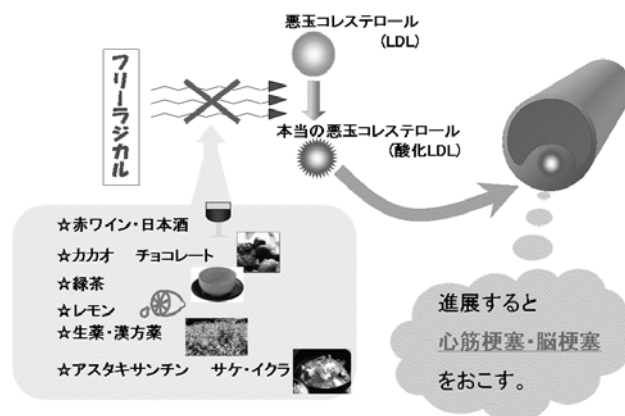 フリーラジカル
悪玉コレステロール
(LDL)
本当の悪玉コレステロール
(酸化LDL)
☆赤ワイン・日本酒
☆カカオ　チョコレート
☆緑茶
☆レモン
☆生薬・漢方薬
☆アスタキサンチン　サケ・イクラ
進展すると
心筋梗塞・脳梗塞
をおこす。